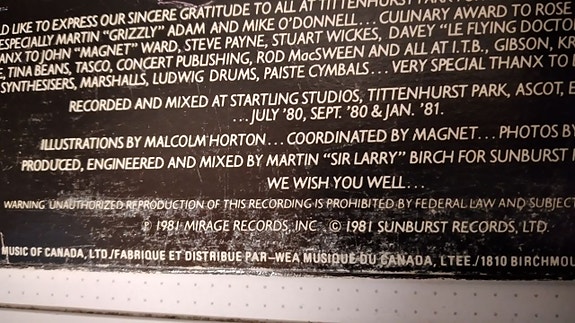 LD LIKE TO EXPRESS OUR SINCERE GRATITUDE TO ALL AT TITTENHURST PARK
ESPECIALLY MARTIN "GRIZZLY" ADAM AND MIKE O'DONNELL... CULINARY AWARD TO ROSE
THANX TO JOHN "MAGNET" WARD, STEVE PAYNE, STUART WICKES, DAVEY "LE FLYING DOCTOR
E, TINA BEANS, TASCO, CONCERT PUBLISHING, ROD MacSWEEN AND ALL AT I.T.B., GIBSON, KR
SYNTHESISERS, MARSHALLS, LUDWIG DRUMS, PAISTE CYMBALS... VERY SPECIAL THANX TO
RECORDED AND MIXED AT STARTLING STUDIOS, TITTENHURST PARK, ASCOT, E
...JULY '80, SEPT. '80 & JAN. '81.
ILLUSTRATIONS BY MALCOLM HORTON... COORDINATED BY MAGNET... PHOTOS BY
PRODUCED, ENGINEERED AND MIXED BY MARTIN "SIR LARRY" BIRCH FOR SUNBURST
WE WISH YOU WELL...
WARNING UNAUTHORIZED REPRODUCTION OF THIS RECORDING IS PROHIBITED BY FEDERAL LAW AND SUBJECT
℗ 1981 MIRAGE RECORDS, INC. © 1981 SUNBURST RECORDS, LTD.
MUSIC OF CANADA, LTD./FABRIQUE ET DISTRIBUE PAR-WEA MUSIQUE DU CANADA, LTEE./1810 BIRCHMOU